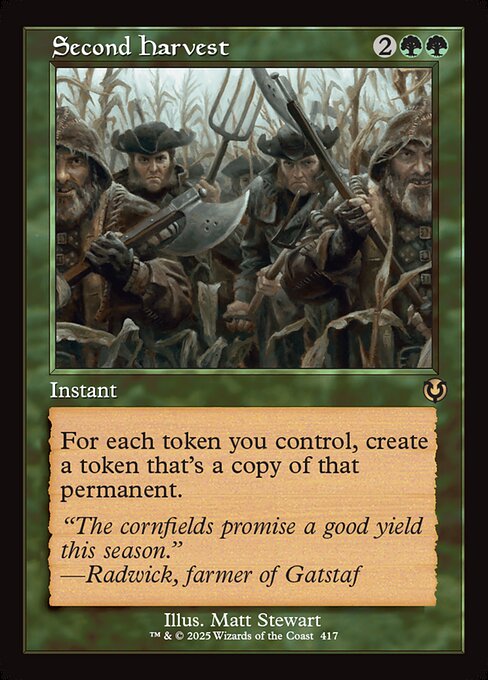 Second Harvest 2
Instant
For each token you control, create
a token that's a copy of that
permanent.
“The cornfields promise a good yield
this season.”
—Radwick, farmer of Gatstaf
Illus. Matt Stewart
™ & © 2025 Wizards of the Coast 417